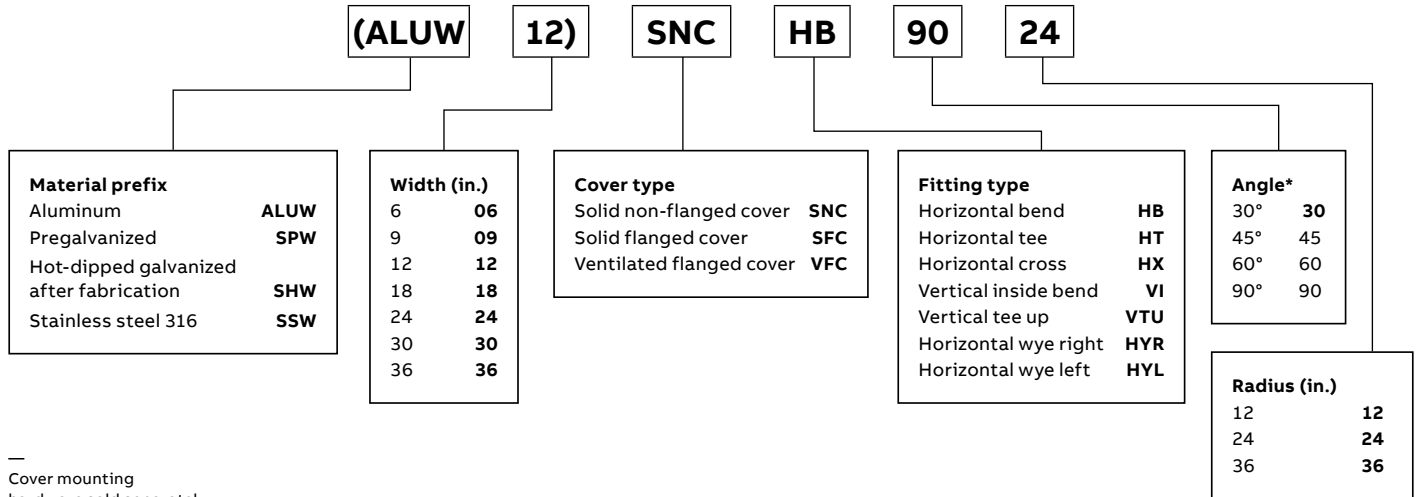 (ALUW 12) SNC HB 90 24
Material prefix
Aluminum ALUW
Pregalvanized SPW
Hot-dipped galvanized
after fabrication SHW
Stainless steel 316 SSW
Width (in.)
6 06
9 09
12 12
18 18
24 24
30 30
36 36
Cover type
Solid non-flanged cover SNC
Solid flanged cover SFC
Ventilated flanged cover VFC
Fitting type
Horizontal bend HB
Horizontal tee HT
Horizontal cross HX
Vertical inside bend VI
Vertical tee up VTU
Horizontal wye right HYR
Horizontal wye left HYL
Angle*
30° 30
45° 45
60° 60
90° 90
Radius (in.)
12 12
24 24
36 36
—
Cover mounting